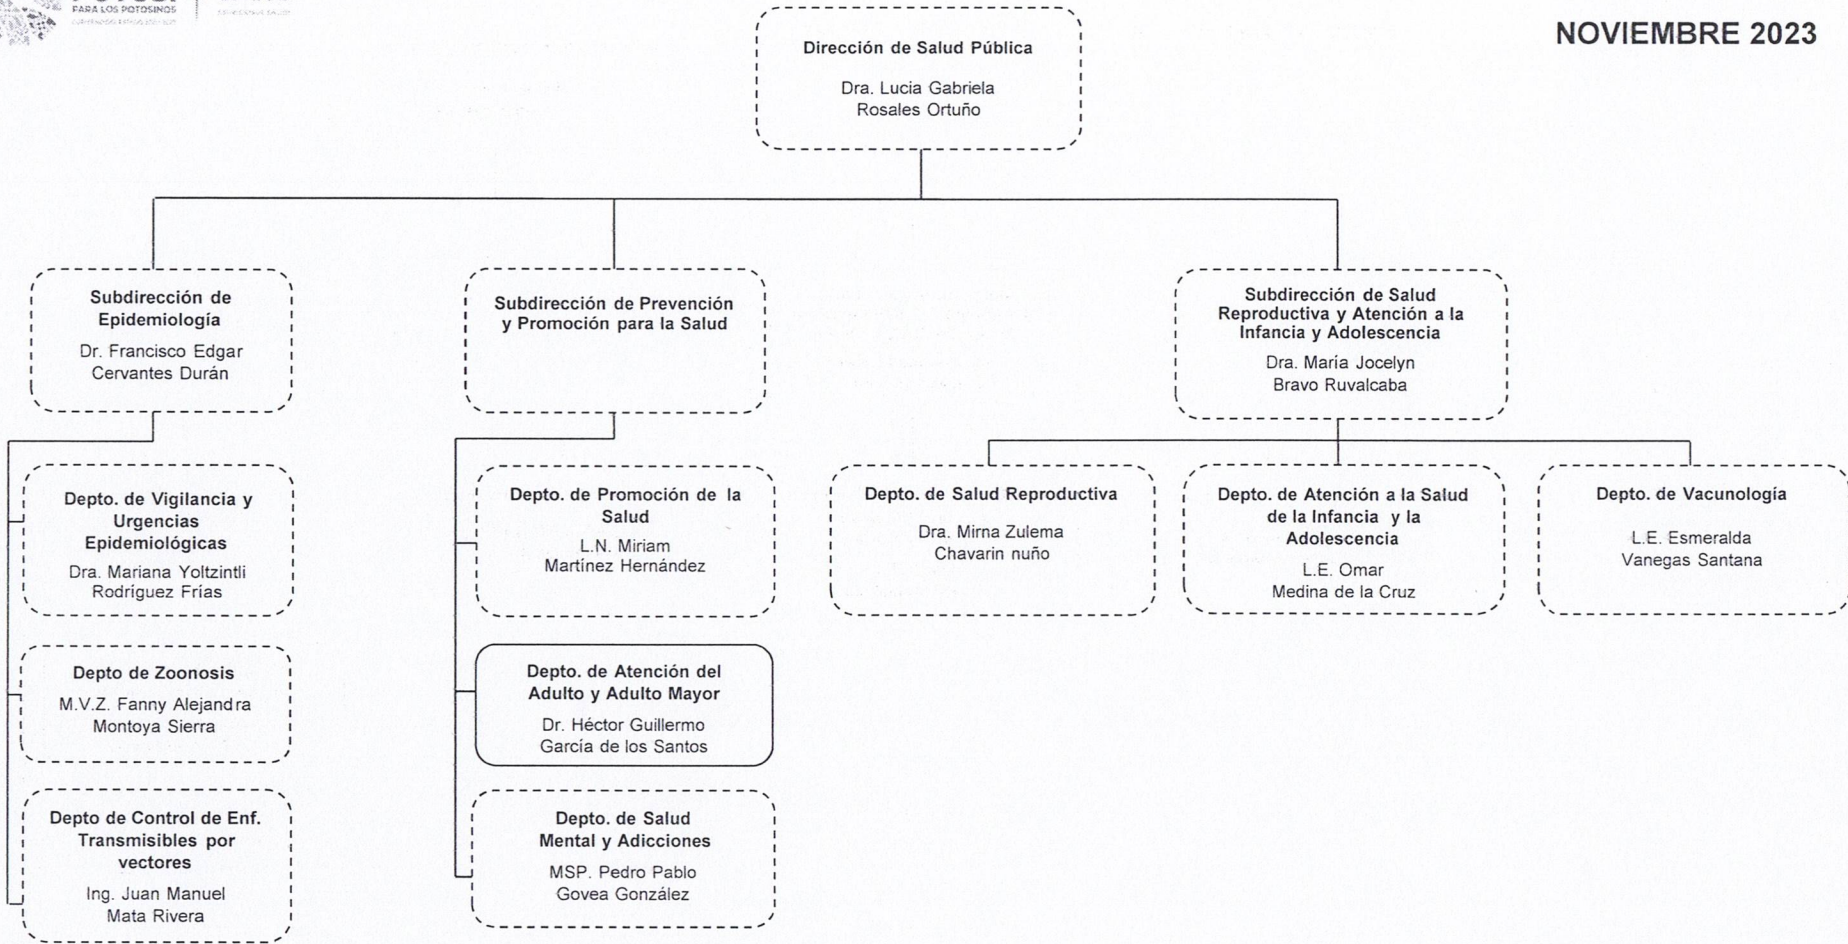 PARA LOS POTOSINOS
NOVIEMBRE 2023
Dirección de Salud Pública
Dra. Lucia Gabriela
Rosales Ortuño
Subdirección de
Epidemiología
Dr. Francisco Edgar
Cervantes Durán
Subdirección de Prevención
y Promoción para la Salud
Subdirección de Salud
Reproductiva y Atención a la
Infancia y Adolescencia
Dra. María Jocelyn
Bravo Ruvalcaba
Depto. de Vigilancia y
Urgencias
Epidemiológicas
Dra. Mariana Yoltzintli
Rodríguez Frías
Depto de Zoonosis
M.V.Z. Fanny Alejandra
Montoya Sierra
Depto de Control de Enf.
Transmisibles por
vectores
Ing. Juan Manuel
Mata Rivera
Depto. de Promoción de la
Salud
L.N. Miriam
Martínez Hernández
Depto. de Atención del
Adulto y Adulto Mayor
Dr. Héctor Guillermo
García de los Santos
Depto. de Salud
Mental y Adicciones
MSP. Pedro Pablo
Govea González
Depto. de Salud Reproductiva
Dra. Mirna Zulema
Chavarin nuño
Depto. de Atención a la Salud
de la Infancia y la
Adolescencia
L.E. Omar
Medina de la Cruz
Depto. de Vacunología
L.E. Esmeralda
Vanegas Santana